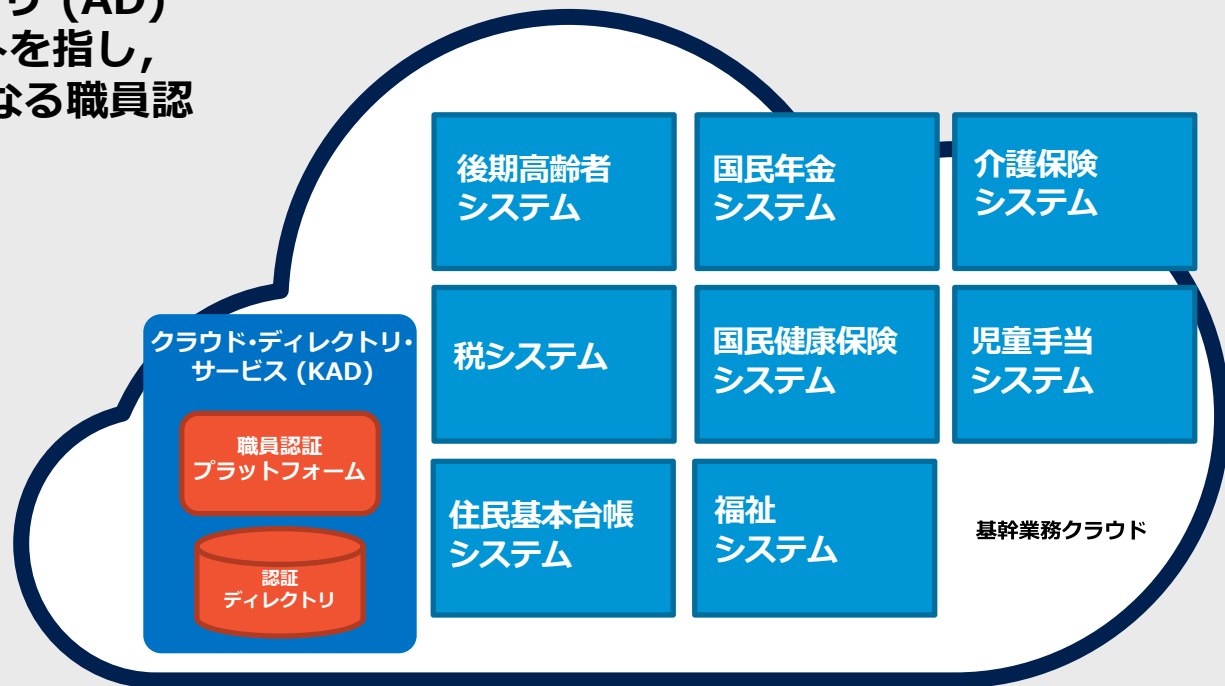 リ (AD)
トを指し,
なる職員認
後期高齢者
システム
国民年金
システム
介護保険
システム
税システム
国民健康保険
システム
児童手当
システム
クラウド・ディレクトリ・
サービス (KAD)
職員認証
プラットフォーム
認証
ディレクトリ
住民基本台帳
システム
福祉
システム
基幹業務クラウド